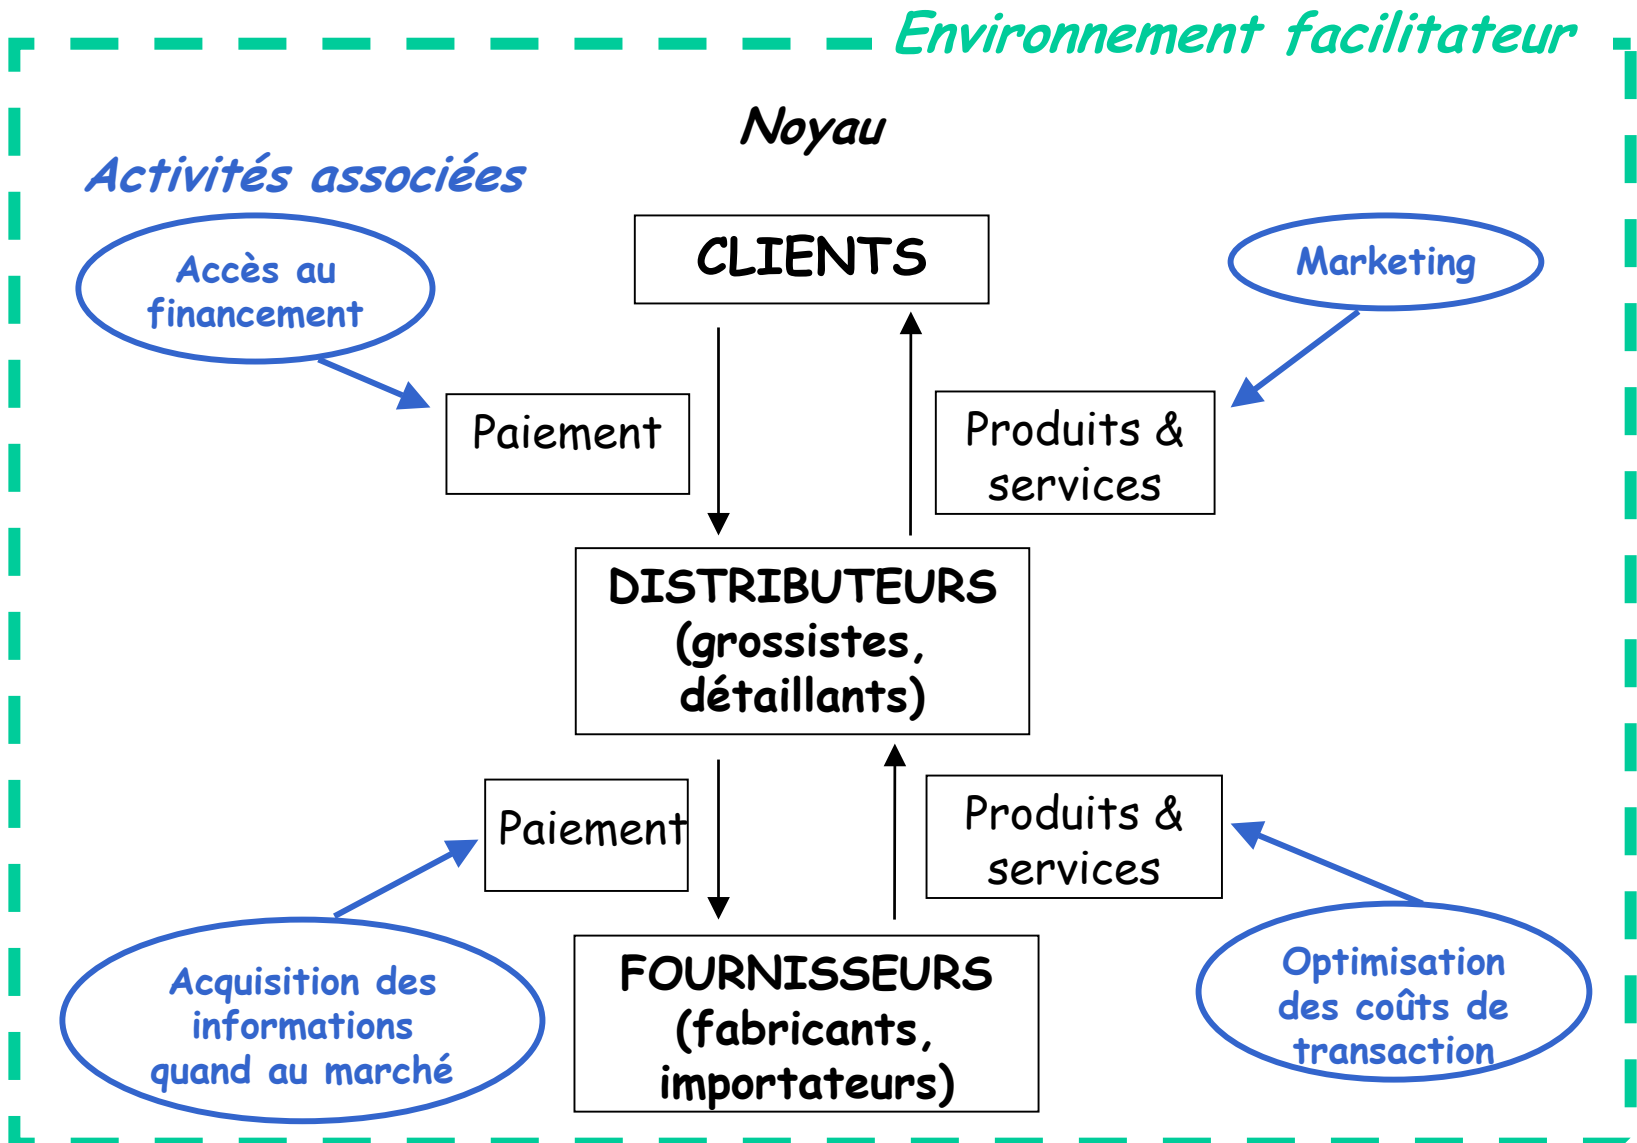 Environnement facilitateur
Noyau
Activités associées
Accès au
financement
CLIENTS
Marketing
Paiement
Produits &
services
DISTRIBUTEURS
(grossistes,
détaillants)
Paiement
Produits &
services
Acquisition des
informations
quand au marché
FOURNISSEURS
(fabricants,
importateurs)
Optimisation
des coûts de
transaction